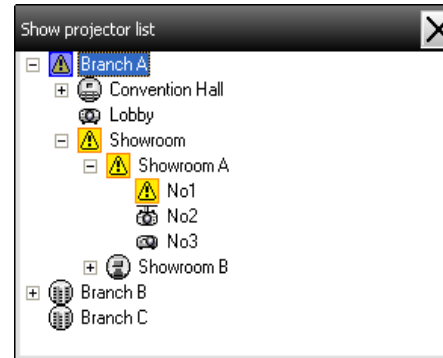 Show projector list
Branch A
Convention Hall
Lobby
Showroom
Showroom A
No1
No2
No3
Showroom B
Branch B
Branch C